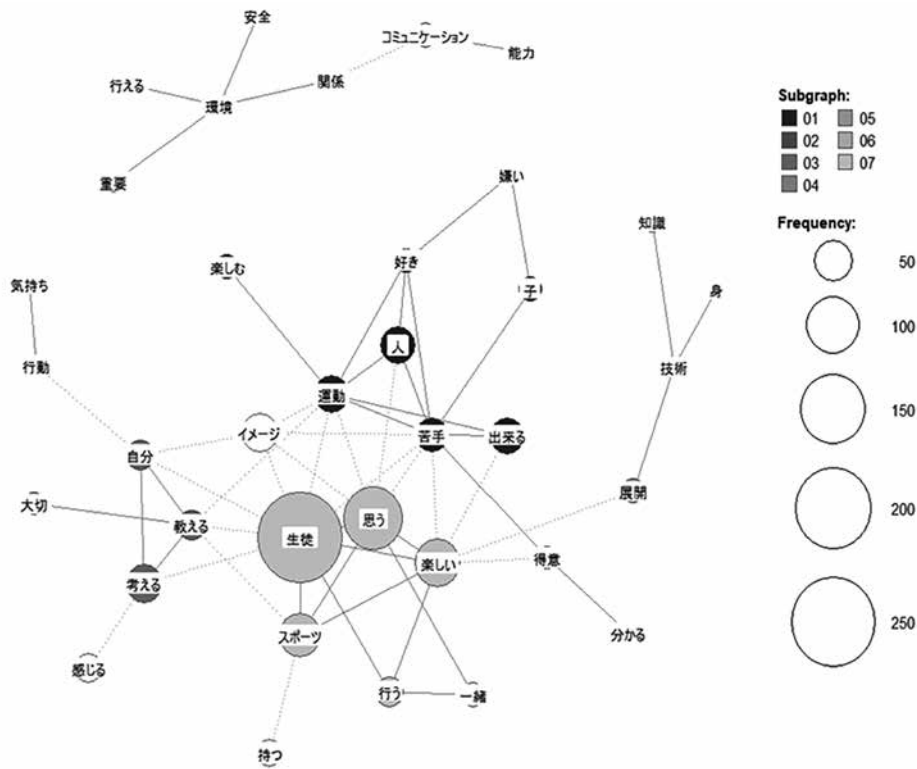 安全
コミュニケーション
能力
行える
関係
環境
重要
Subgraph:
01 05
02 06
03 07
04
嫌い
知識
Frequency:
50
好き
楽しむ
子
気持ち
身
100
人
行動
技術
運動
150
イメージ
苦手
出来る
自分
展開
大切
教える
思う
200
生徒
楽しい
得意
考える
250
スポーツ
分かる
感じる
行う
一緒
持つ